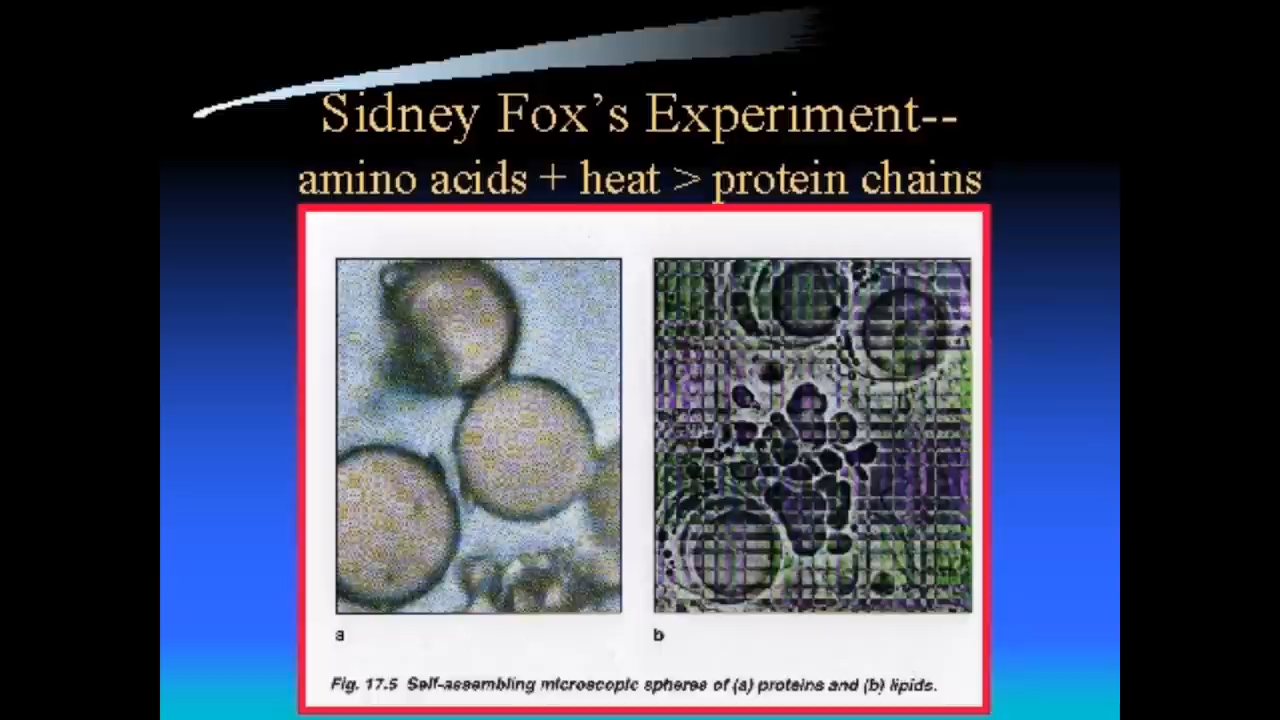 Sidney Fox’s Experiment--
amino acids + heat > protein chains
a
b
Fig. 17.5 Self-assembling microscopic spheres of (a) proteins and (b) lipids.